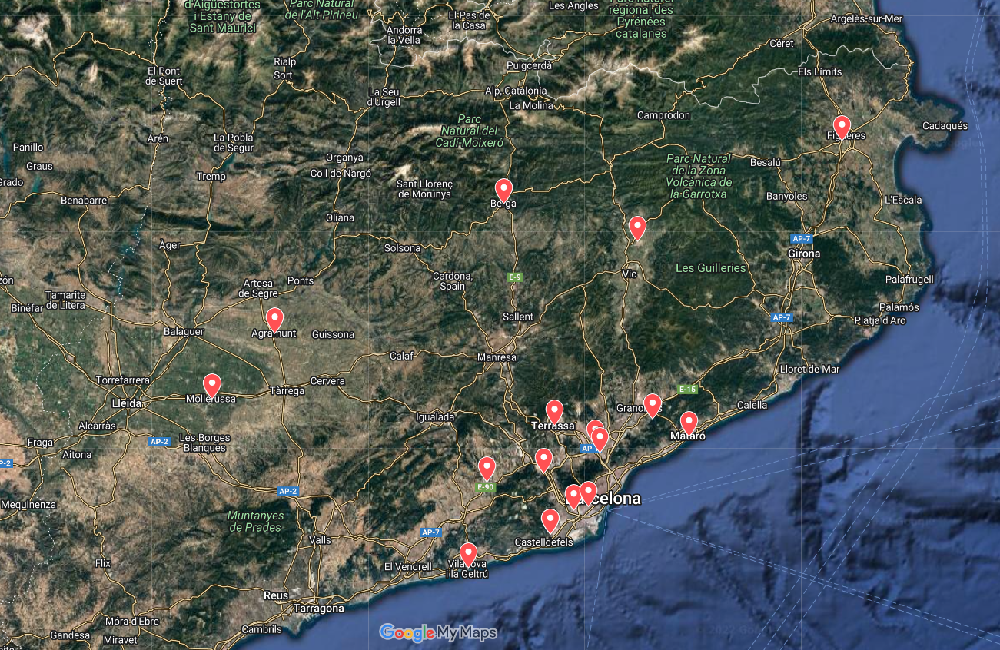 d'Aigüestortes
i Estany de
Sant Maurici
Parc Natural
de l'Alt Pirineu
Andorra
la Vella
El Pas de
la Casa
Les Angles
Parc naturel
régional des
Pyrénées
catalanes
Argelès-sur-Mer
Céret
Els Límits
El Pont
de Suert
Rialp
Sort
Puigcerdà
La Seu
d'Urgell
Alp, Catalonia
La Molina
Camprodon
Cadaqués
Figueres
Parc
Natural del
Cadí-Moixeró
Panillo
Graus
Arén
La Pobla
de Segur
Organyà
Coll de Nargó
Tremp
Sant Llorenç
de Morunys
Parc Natural
de la Zona
Volcànica de
la Garrotxa
Besalú
Banyoles
L'Escala
Benabarre
Berga
Oliana
Àger
Solsona
AP-7
Girona
Vic
Les Guilleries
E-9
Cardona,
Spain
Artesa
de Segre
Ponts
Palafrugell
Tamarite
de Litera
Binéfar
Palamós
Platja d'Aro
AP-7
Sallent
Balaguer
Agramunt
Guissona
Calaf
Manresa
Lloret de Mar
Torrefarrera
Lleida
Mollerussa
Tàrrega
Cervera
E-15
Calella
Igualada
Terrassa
Mataró
Alcarràs
Fraga
Aitona
AP-2
Les Borges
Blanques
E-90
AP-2
Barcelona
Mequinenza
Muntanyes
de Prades
Valls
AP-7
Castelldefels
Flix
El Vendrell
Vilanova
i la Geltrú
Reus
Tarragona
Móra d'Ebre
Cambrils
Gandesa
Miravet
Google My Maps